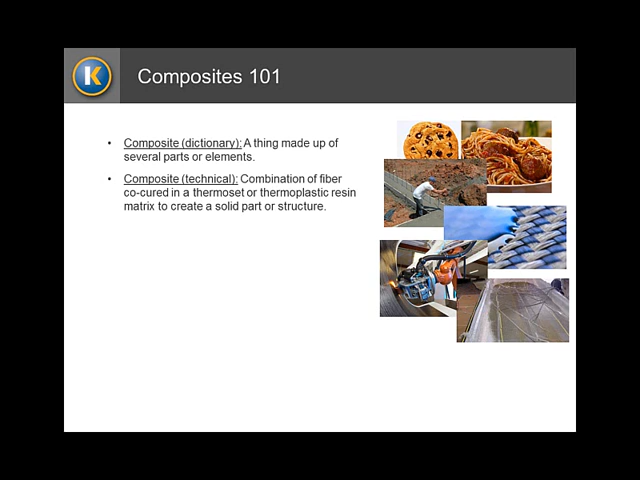 K
Composites 101
• Composite (dictionary): A thing made up of
several parts or elements.
• Composite (technical): Combination of fiber
co-cured in a thermoset or thermoplastic resin
matrix to create a solid part or structure.